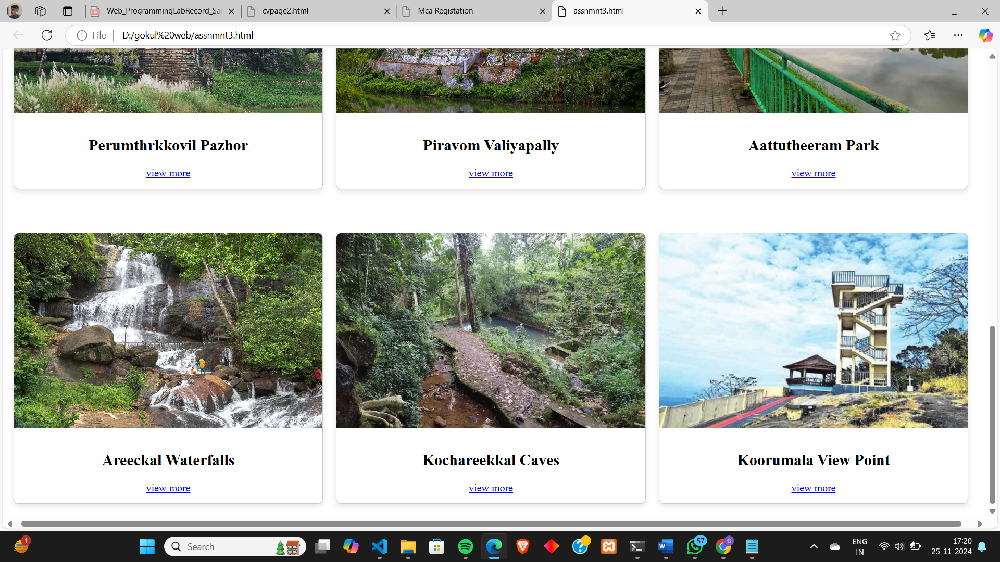 Web_ProgrammingLabRecord_Sar
cvpage2.html
Mca Registation
assnmnt3.html
File
D:/gokul%20web/assnmnt3.html
Perumthrkkovil Pazhor
Piravom Valiyapally
Aattutheeram Park
view more
view more
view more
Areeckal Waterfalls
Kochareekkal Caves
Koorumala View Point
view more
view more
view more
1
Search
57
G
ENG
IN
17:20
25-11-2024